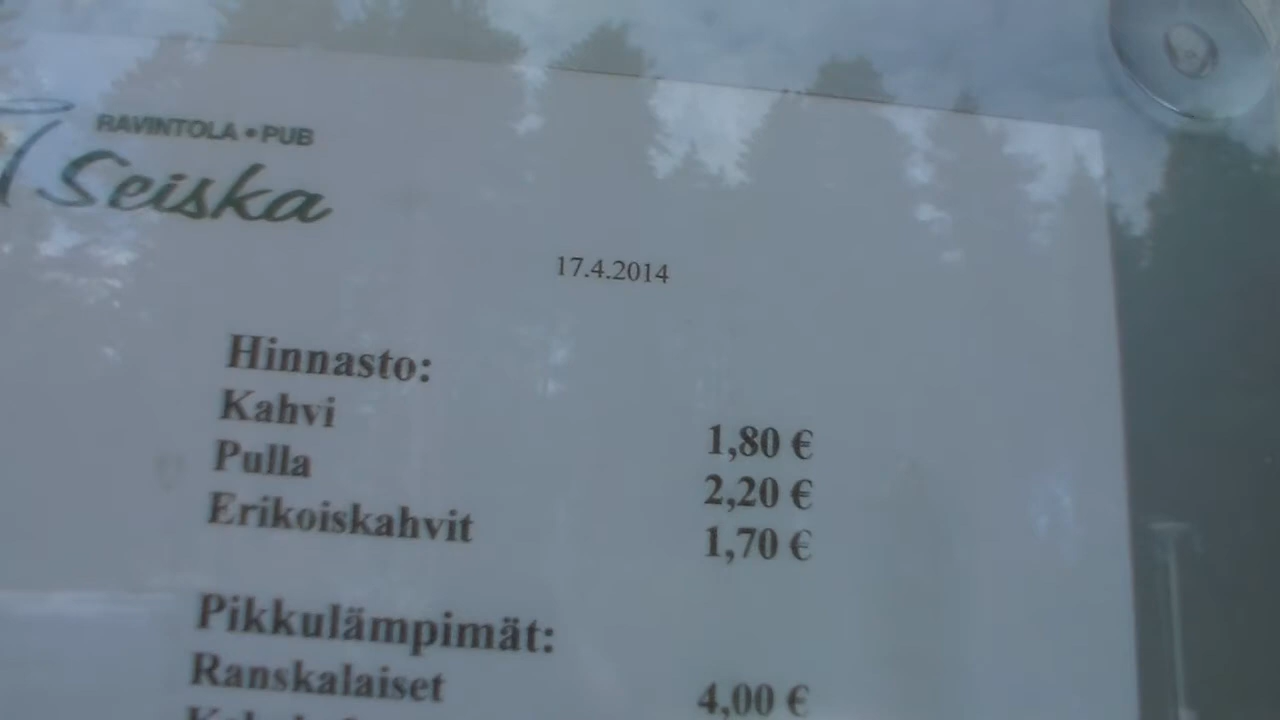 RAVINTOLA • PUB
Seiska
17.4.2014
Hinnasto:
Kahvi 1,80 €
Pulla 2,20 €
Erikoiskahvit 1,70 €
Pikkulämpimät:
Ranskalaiset 4,00 €